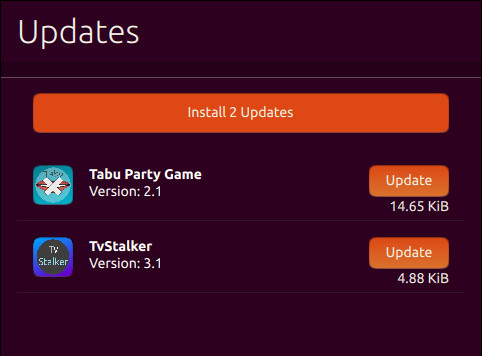 Updates
Install 2 Updates
Tabu
Tabu Party Game
Version: 2.1
Update
14.65 KiB
Tv
Stalker
TvStalker
Version: 3.1
Update
4.88 KiB